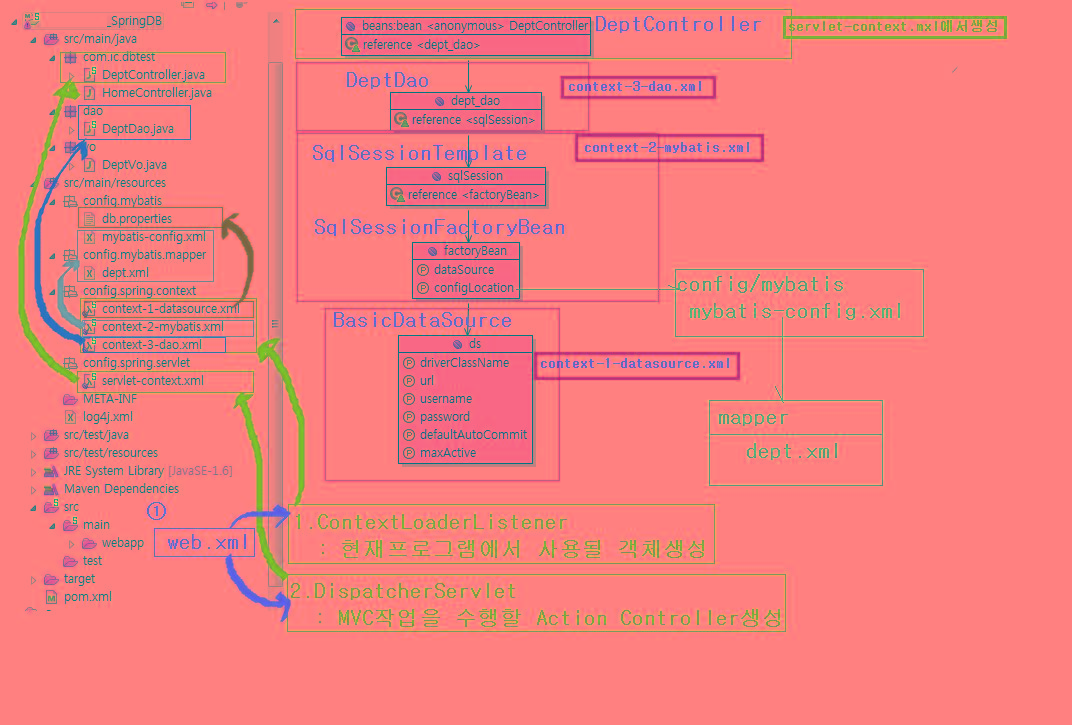 _SpringDB
src/main/java
com.ic.dbtest
DeptController.java
HomeController.java
dao
DeptDao.java
vo
DeptVo.java
src/main/resources
config.mybatis
db.properties
mybatis-config.xml
config.mybatis.mapper
dept.xml
config.spring.context
context-1-datasource.xml
context-2-mybatis.xml
context-3-dao.xml
config.spring.servlet
servlet-context.xml
META-INF
log4j.xml
src/test/java
src/test/resources
JRE System Library [JavaSE-1.6]
Maven Dependencies
src
main
webapp
test
target
pom.xml
① web.xml
beans:bean <anonymous> DeptController
reference <dept_dao>
DeptController
servlet-context.mxl에서생성
DeptDao
dept_dao
reference <sqlSession>
context-3-dao.xml
context-2-mybatis.xml
SqlSessionTemplate
sqlSession
reference <factoryBean>
SqlSessionFactoryBean
factoryBean
dataSource
configLocation
config/mybatis
mybatis-config.xml
BasicDataSource
ds
driverClassName
url
username
password
defaultAutoCommit
maxActive
context-1-datasource.xml
mapper
dept.xml
1.ContextLoaderListener
: 현재프로그램에서 사용될 객체생성
2.DispatcherServlet
: MVC작업을 수행할 Action Controller생성